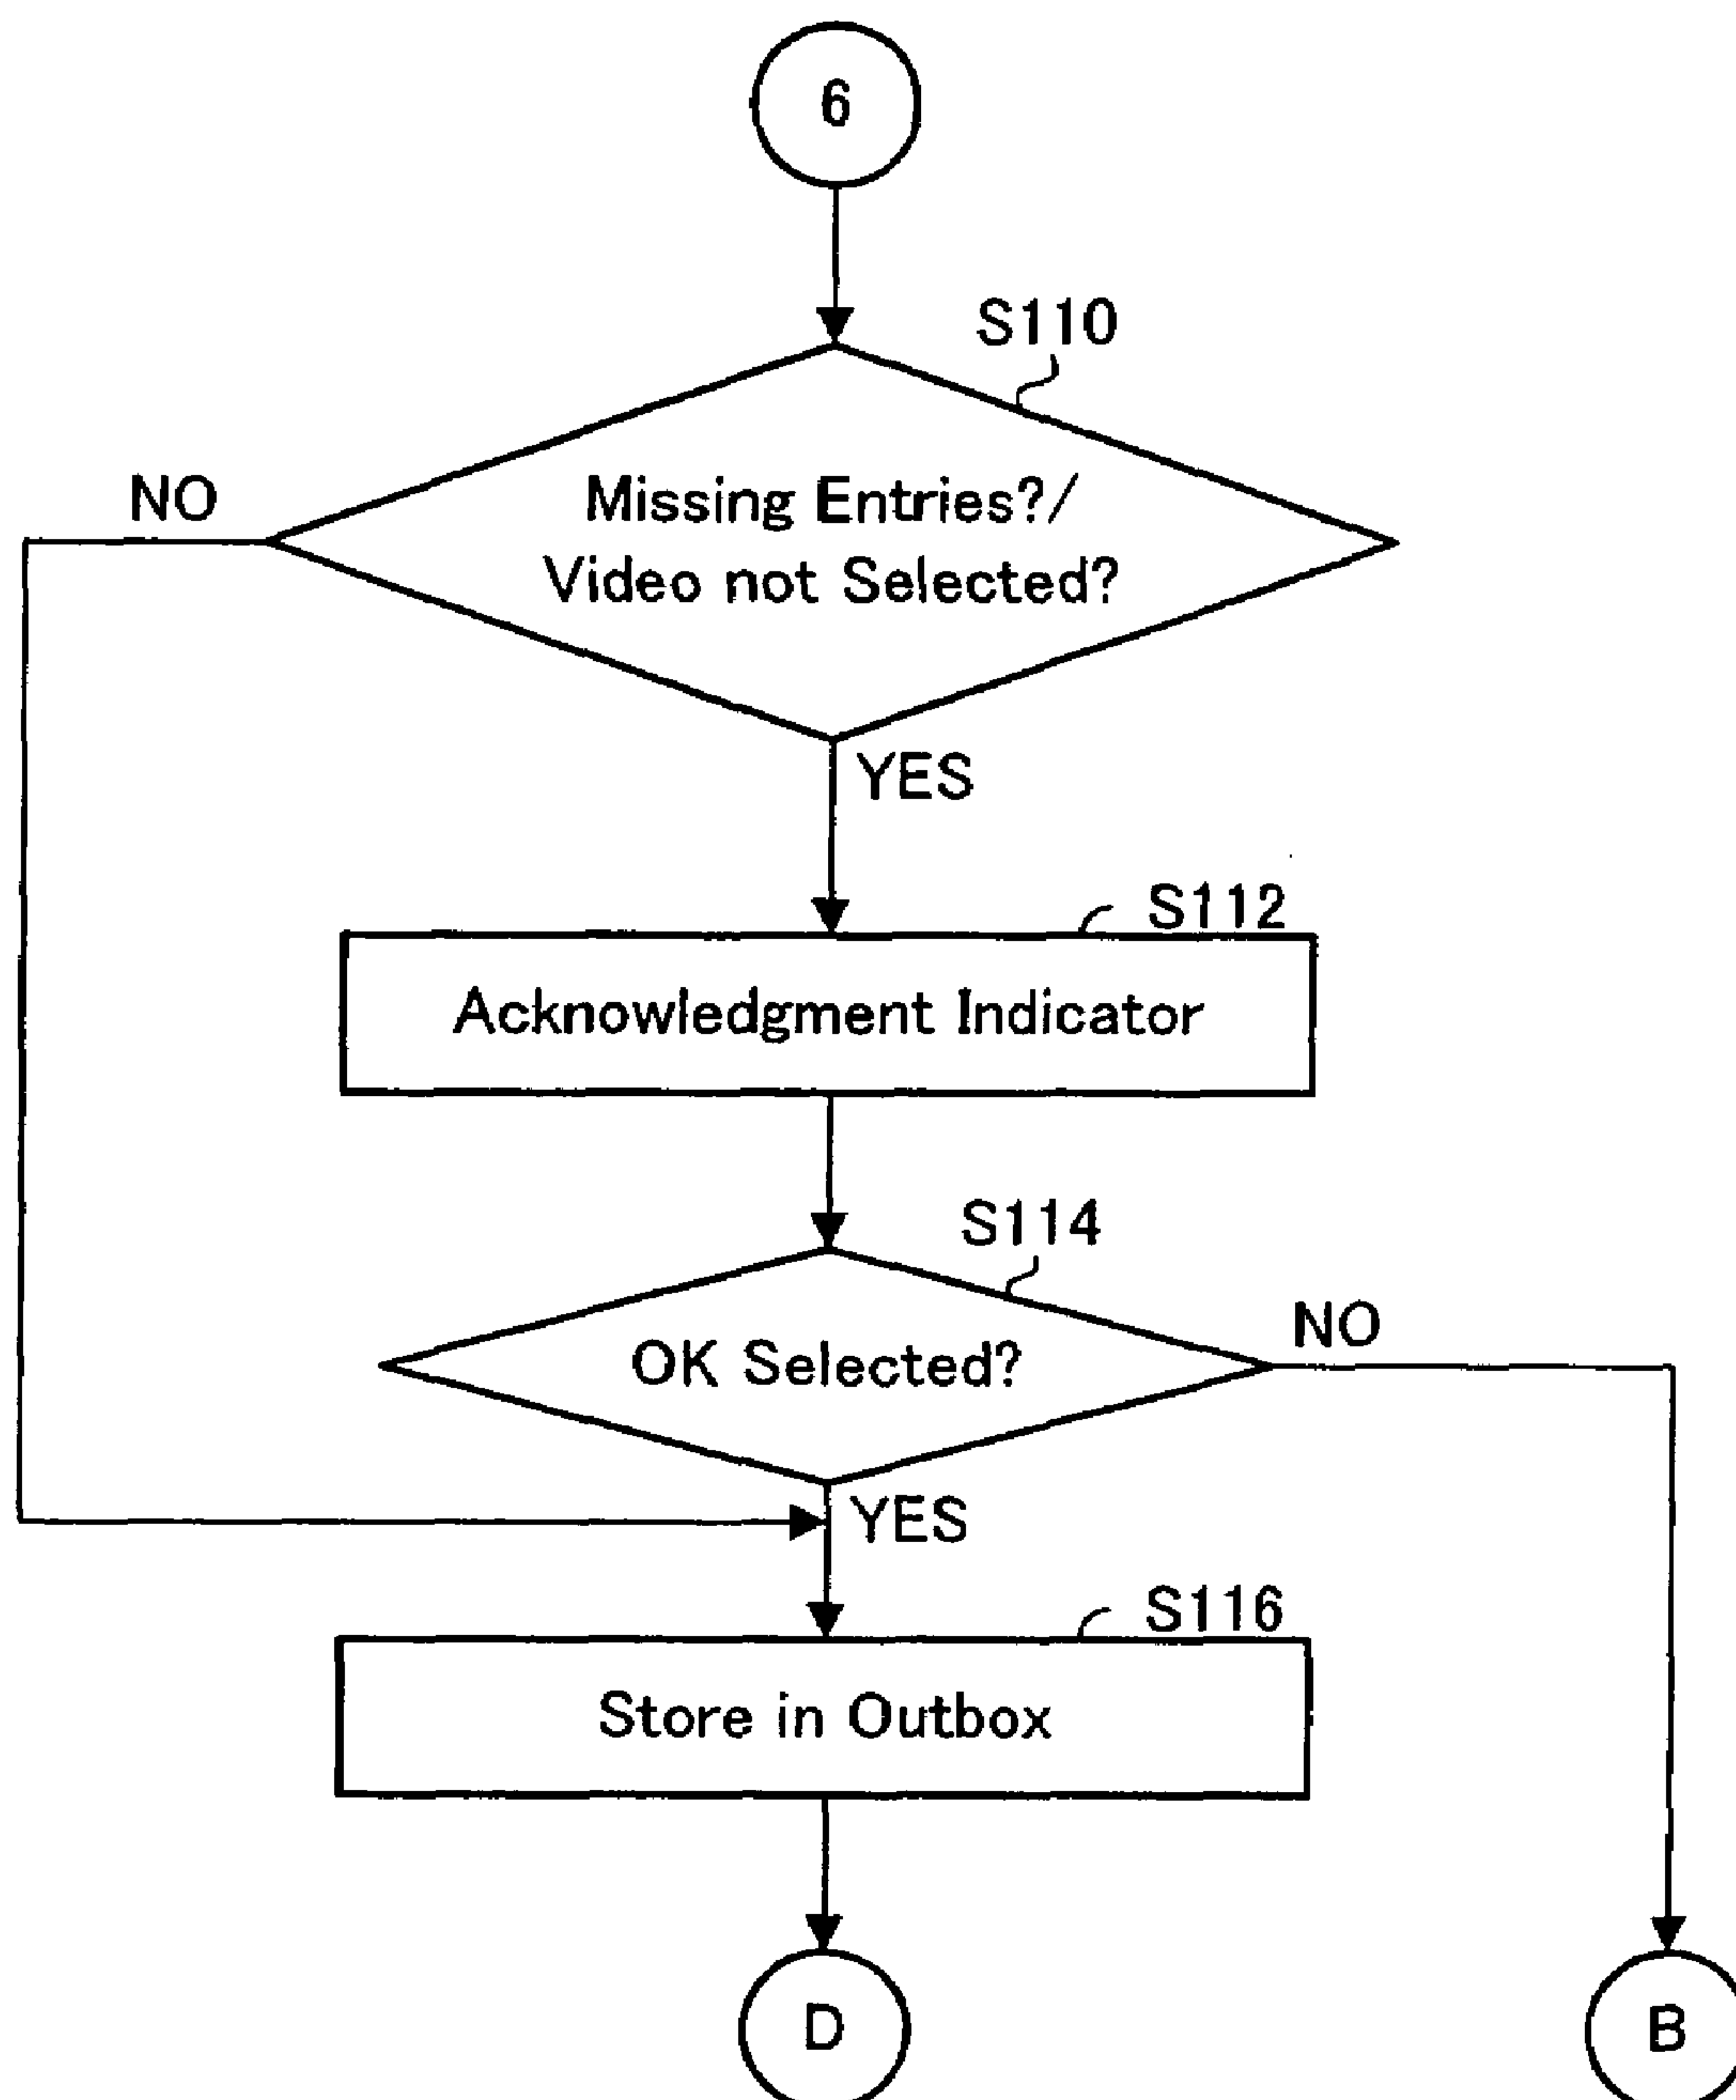 6
S110
NO
Missing Entries?/
Video not Selected?
YES
S112
Acknowledgment Indicator
S114
NO
OK Selected?
YES
S116
Store in Outbox
D
B